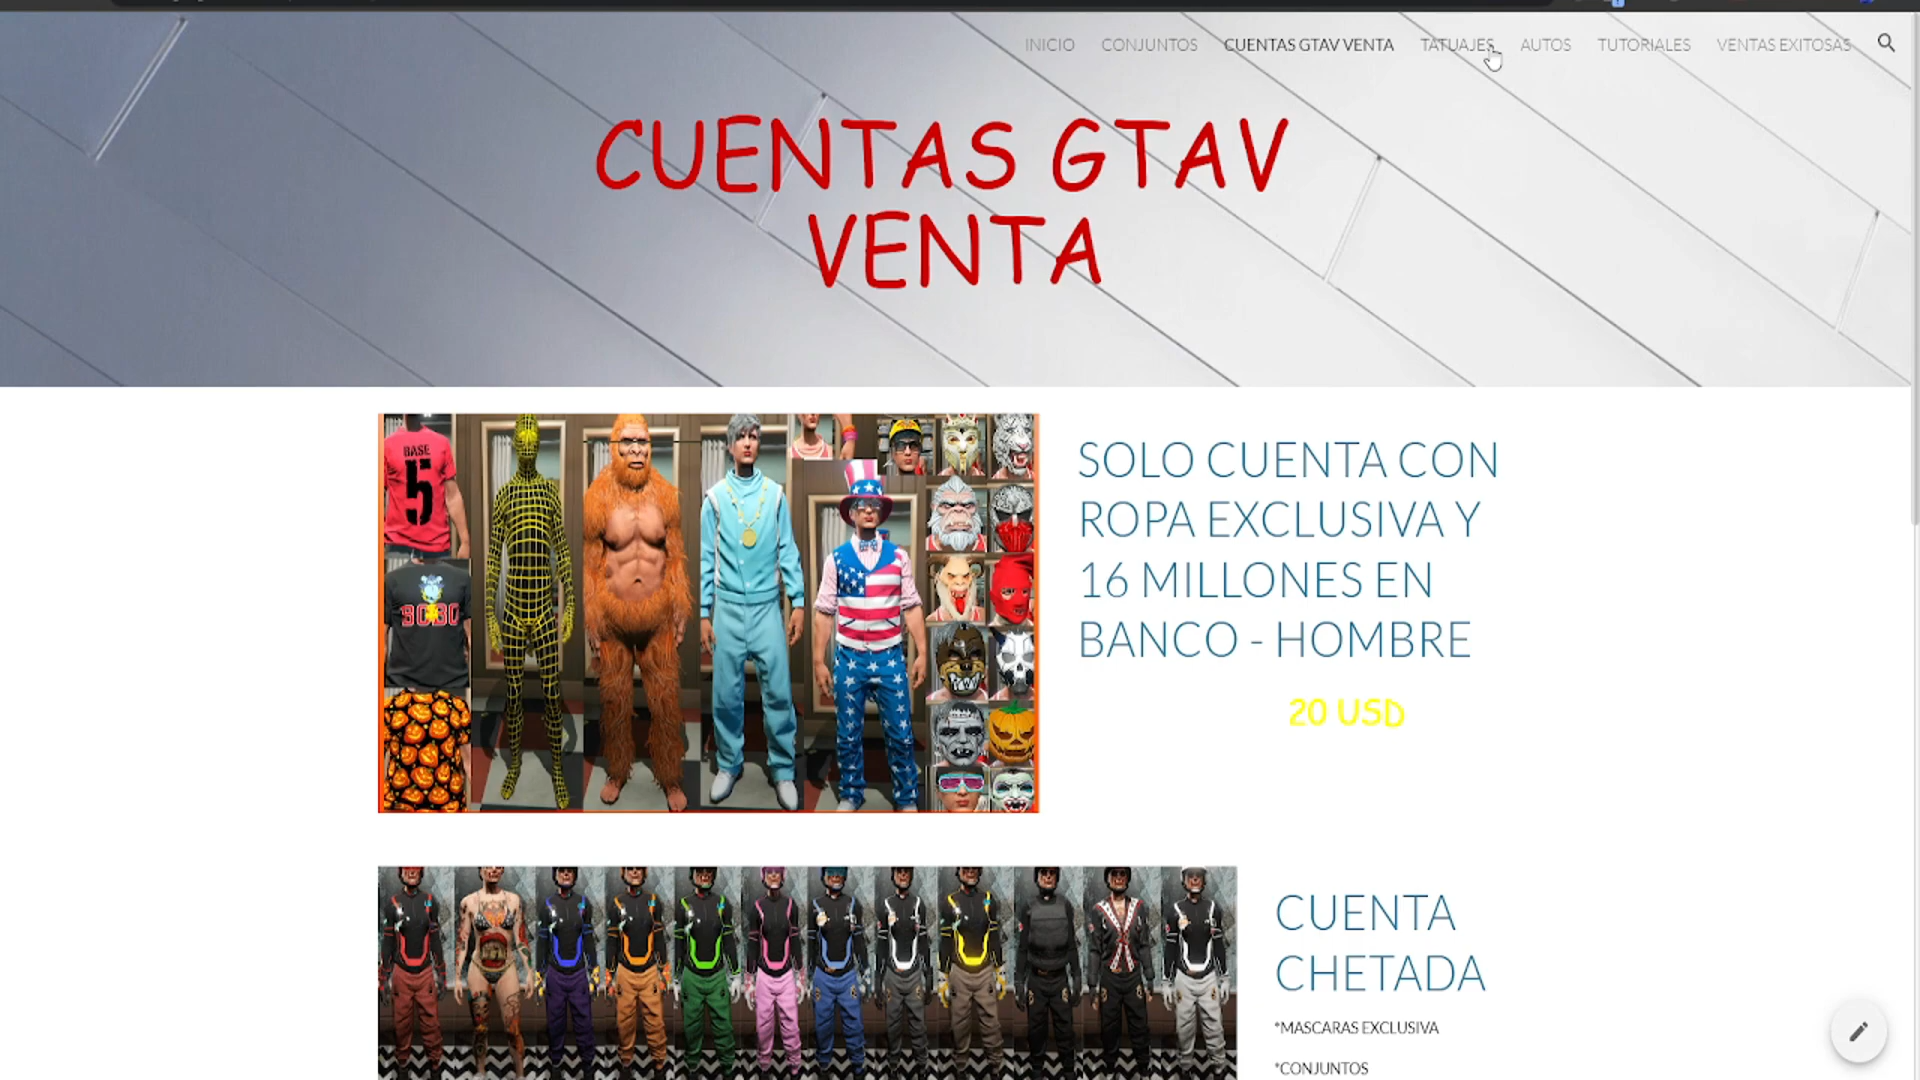 INICIO CONJUNTOS CUENTAS GTAV VENTA TATUAJES AUTOS TUTORIALES VENTAS EXITOSAS
CUENTAS GTAV
VENTA
BASE
5
BOBO
SOLO CUENTA CON
ROPA EXCLUSIVA Y
16 MILLONES EN
BANCO - HOMBRE
20 USD
CUENTA
CHETADA
*MASCARAS EXCLUSIVA
*CONJUNTOS